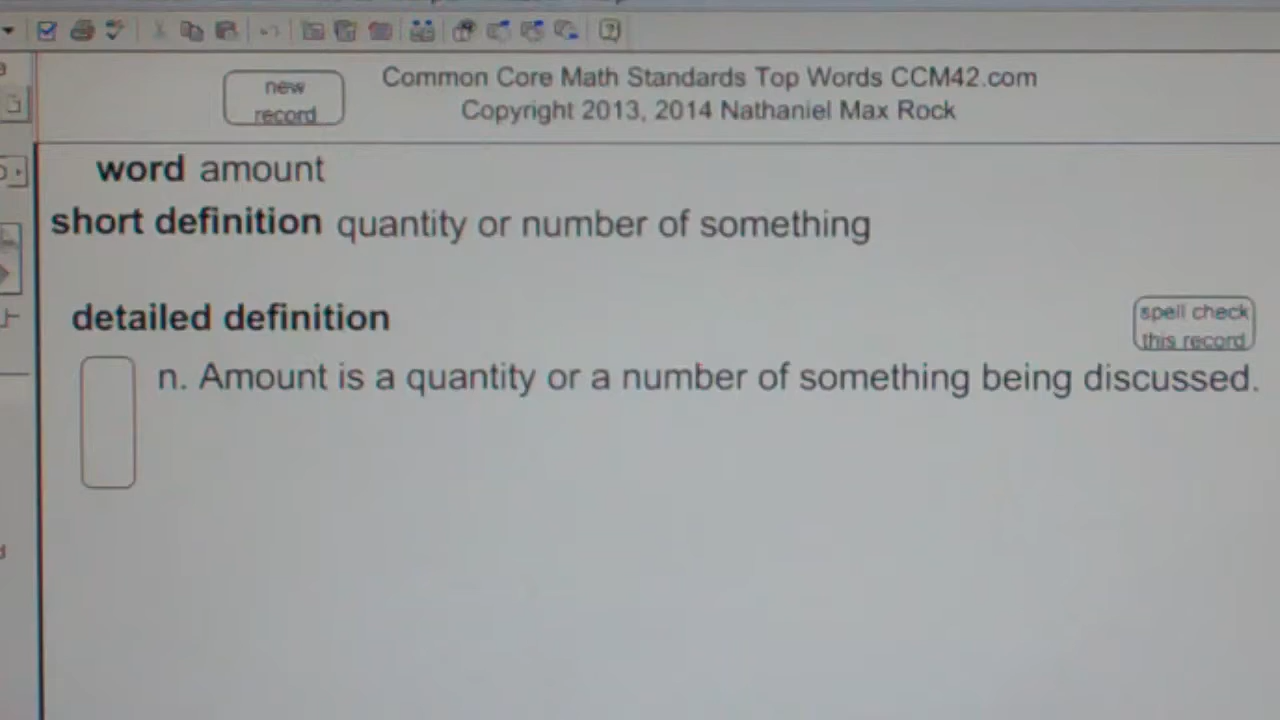 new
record
Common Core Math Standards Top Words CCM42.com
Copyright 2013, 2014 Nathaniel Max Rock
word amount
short definition quantity or number of something
detailed definition
spell check
this record
n. Amount is a quantity or a number of something being discussed.